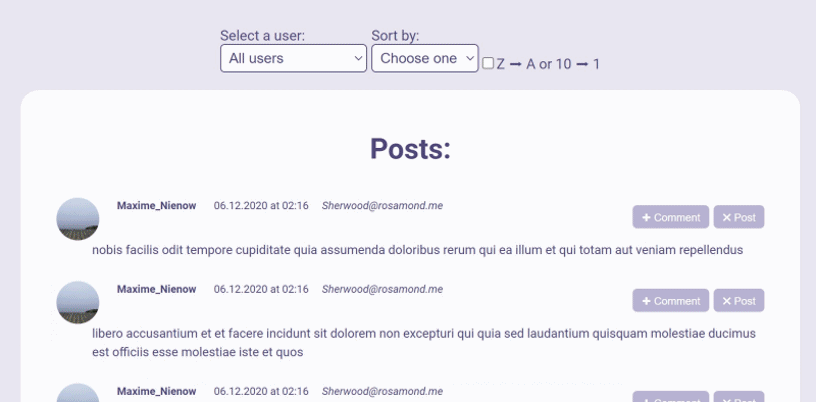 Select a user:
Sort by:
All users
Choose one
Z ➞ A or 10 ➞ 1
Posts:
Maxime_Nienow 06.12.2020 at 02:16 Sherwood@rosamond.me
+ Comment
× Post
nobis facilis odit tempore cupiditate quia assumenda doloribus rerum qui ea illum et qui totam aut veniam repellendus
Maxime_Nienow 06.12.2020 at 02:16 Sherwood@rosamond.me
+ Comment
× Post
libero accusantium et et facere incidunt sit dolorem non excepturi qui quia sed laudantium quisquam molestiae ducimus
est officiis esse molestiae iste et quos
Maxime_Nienow 06.12.2020 at 02:16 Sherwood@rosamond.me
+ Comment
× Post